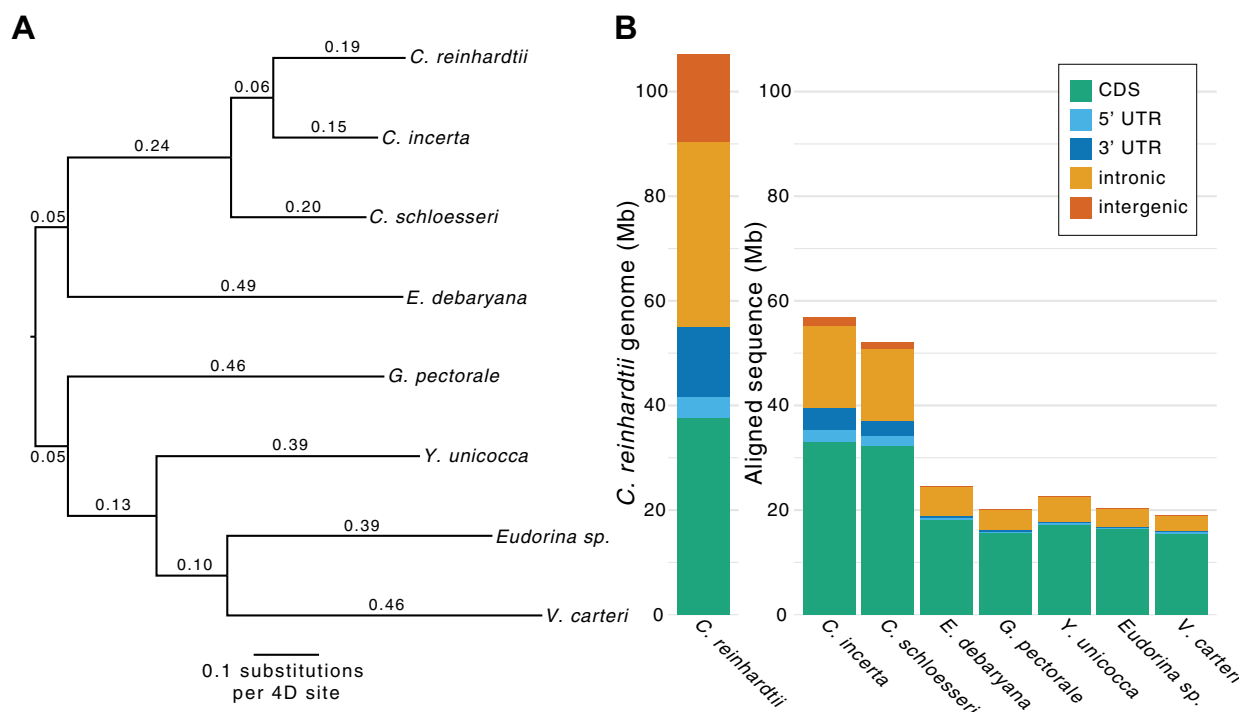 A
0.19
C. reinhardtii
0.06
0.15
C. incerta
0.24
0.20
C. schloesseri
0.05
0.49
E. debaryana
0.46
G. pectorale
0.05
0.39
Y. unicocca
0.13
0.39
Eudorina sp.
0.10
0.46
V. carteri
0.1 substitutions
per 4D site
B
C. reinhardtii genome (Mb)
100
80
60
40
20
0
C. reinhardtii
Aligned sequence (Mb)
100
80
60
40
20
0
C. incerta
C. schloesseri
E. debaryana
G. pectorale
Y. unicocca
Eudorina sp.
V. carteri
CDS
5' UTR
3' UTR
intronic
intergenic